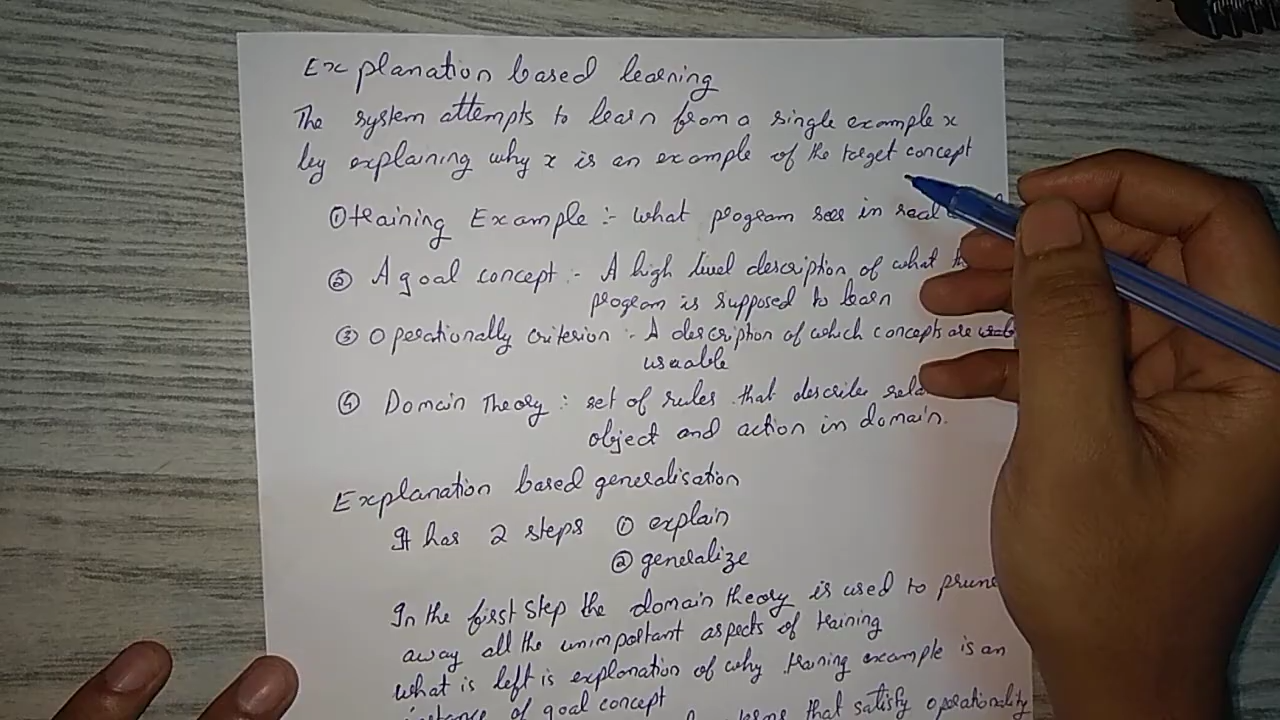 Explanation based learning
The system attempts to learn from a single example x
by explaining why x is an example of the target concept
① training Example :- what program sees in real
② A goal concept :- A high level description of what
program is supposed to learn
③ Operationally criterion :- A description of which concepts are
usuable
④ Domain Theory : set of rules that describe
object and action in domain.
Explanation based generalisation
It has 2 steps ① explain
② generalize
In the first step the domain theory is used to prune
away all the unimportant aspects of training
what is left is explanation of why training example is an
instance of goal concept
that satisfy operationality